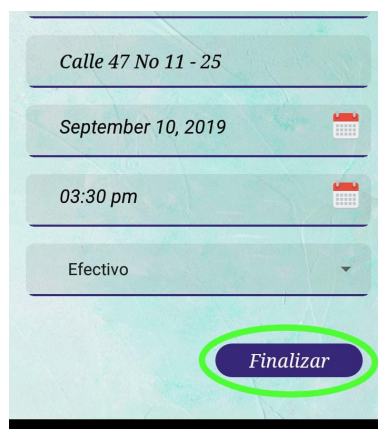 Calle 47 No 11 - 25
September 10, 2019
03:30 pm
Efectivo
Finalizar